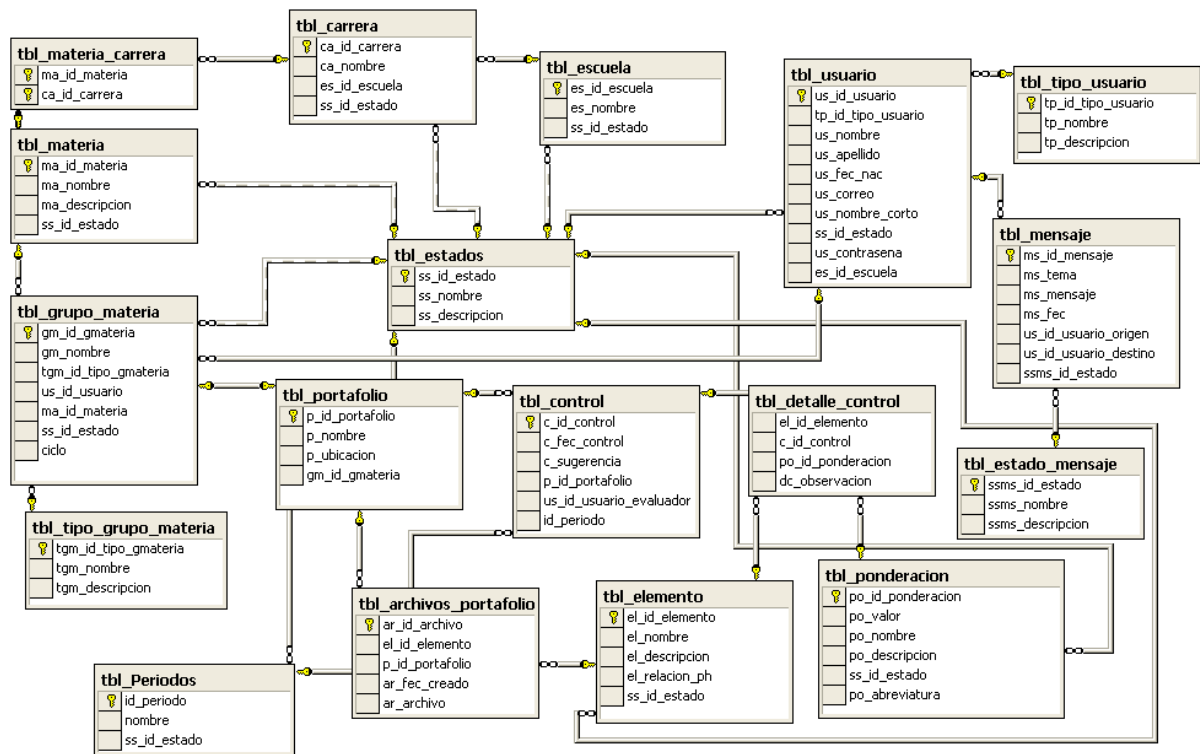 tbl_materia_carrera
ma_id_materia
ca_id_carrera
tbl_carrera
ca_id_carrera
ca_nombre
es_id_escuela
ss_id_estado
tbl_escuela
es_id_escuela
es_nombre
ss_id_estado
tbl_usuario
us_id_usuario
tp_id_tipo_usuario
us_nombre
us_apellido
us_fec_nac
us_correo
us_nombre_corto
ss_id_estado
us_contrasena
es_id_escuela
tbl_tipo_usuario
tp_id_tipo_usuario
tp_nombre
tp_descripcion
tbl_materia
ma_id_materia
ma_nombre
ma_descripcion
ss_id_estado
tbl_estados
ss_id_estado
ss_nombre
ss_descripcion
tbl_mensaje
ms_id_mensaje
ms_tema
ms_mensaje
ms_fec
us_id_usuario_origen
us_id_usuario_destino
ssms_id_estado
tbl_grupo_materia
gm_id_gmateria
gm_nombre
tgm_id_tipo_gmateria
us_id_usuario
ma_id_materia
ss_id_estado
ciclo
tbl_portafolio
p_id_portafolio
p_nombre
p_ubicacion
gm_id_gmateria
tbl_control
c_id_control
c_fec_control
c_sugerencia
p_id_portafolio
us_id_usuario_evaluador
id_periodo
tbl_detalle_control
el_id_elemento
c_id_control
po_id_ponderacion
dc_observacion
tbl_estado_mensaje
ssms_id_estado
ssms_nombre
ssms_descripcion
tbl_tipo_grupo_materia
tgm_id_tipo_gmateria
tgm_nombre
tgm_descripcion
tbl_archivos_portafolio
ar_id_archivo
el_id_elemento
p_id_portafolio
ar_fec_creado
ar_archivo
tbl_elemento
el_id_elemento
el_nombre
el_descripcion
el_relacion_ph
ss_id_estado
tbl_ponderacion
po_id_ponderacion
po_valor
po_nombre
po_descripcion
ss_id_estado
po_abreviatura
tbl_Periodos
id_periodo
nombre
ss_id_estado